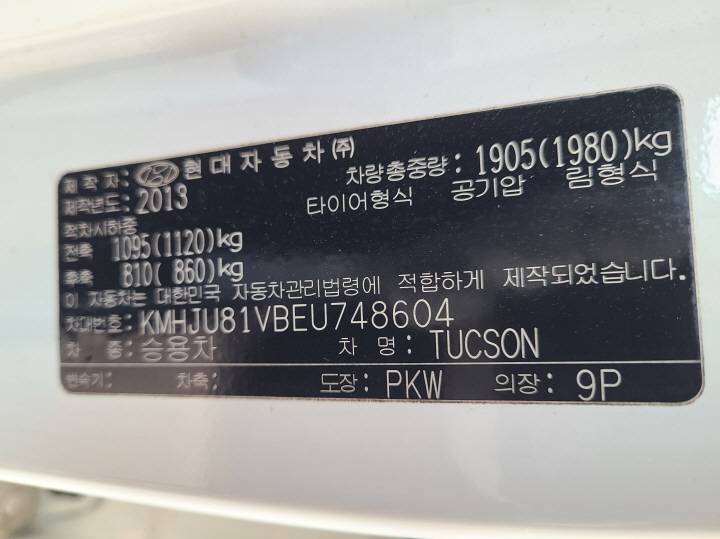 제작자: 현대자동차(주) 차량총중량: 1905(1980)kg
제작년도: 2013 타이어형식 공기압 림형식
적차시하중
전축 1095(1120)kg
후축 810( 860)kg
이 자동차는 대한민국 자동차관리법령에 적합하게 제작되었습니다.
차대번호: KMHJU81VBEU748604
차 종: 승용차 차 명: TUCSON
변속기: 차축: 도장: PKW 의장: 9P